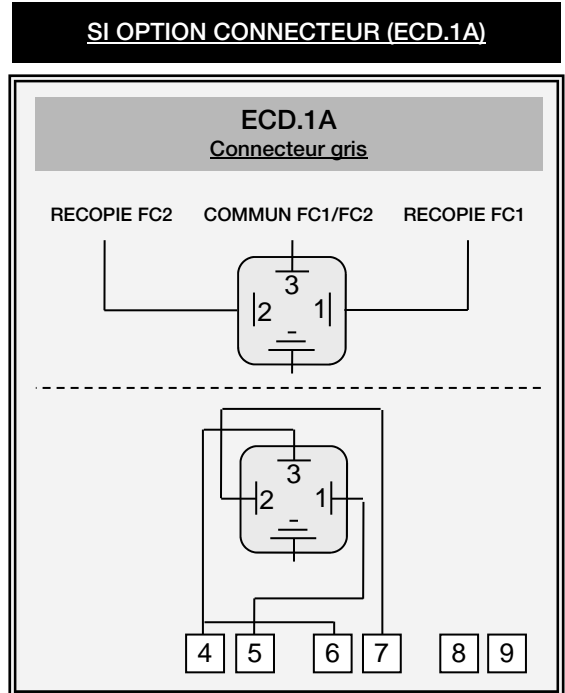 SI OPTION CONNECTEUR (ECD.1A)
ECD.1A
Connecteur gris
RECOPIE FC2 COMMUN FC1/FC2 RECOPIE FC1
3
2 1
3
2 1
4 5 6 7 8 9